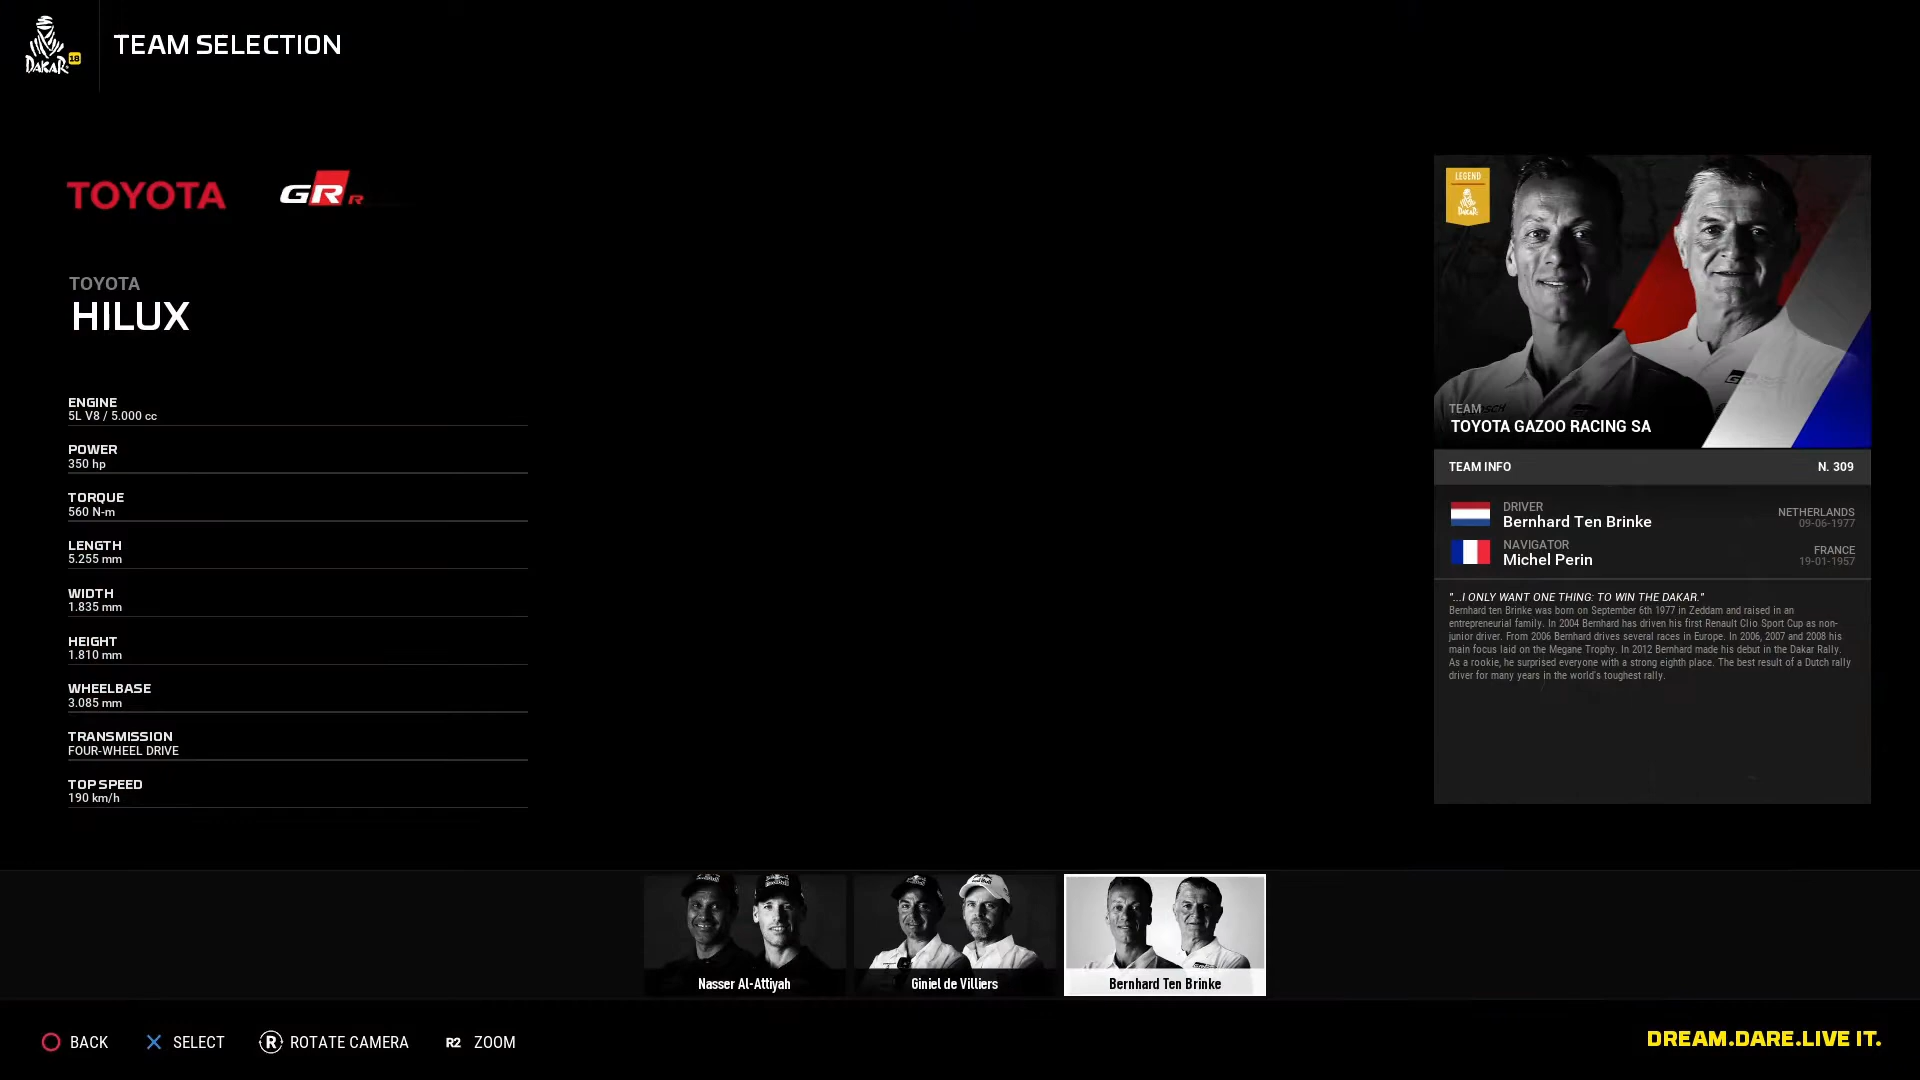 DAKAR 18
TEAM SELECTION
TOYOTA
GR R
TOYOTA
HILUX
ENGINE
5L V8 / 5.000 cc
POWER
350 hp
TORQUE
560 N-m
LENGTH
5.255 mm
WIDTH
1.835 mm
HEIGHT
1.810 mm
WHEELBASE
3.085 mm
TRANSMISSION
FOUR-WHEEL DRIVE
TOP SPEED
190 km/h
LEGEND
DAKAR
TEAM
TOYOTA GAZOO RACING SA
TEAM INFO N. 309
DRIVER
Bernhard Ten Brinke
NETHERLANDS
09-06-1977
NAVIGATOR
Michel Perin
FRANCE
19-01-1957
"...I ONLY WANT ONE THING: TO WIN THE DAKAR."
Bernhard ten Brinke was born on September 6th 1977 in Zeddam and raised in an
entrepreneurial family. In 2004 Bernhard has driven his first Renault Clio Sport Cup as non-
junior driver. From 2006 Bernhard drives several races in Europe. In 2006, 2007 and 2008 his
main focus laid on the Megane Trophy. In 2012 Bernhard made his debut in the Dakar Rally.
As a rookie, he surprised everyone with a strong eighth place. The best result of a Dutch rally
driver for many years in the world's toughest rally.
Nasser Al-Attiyah
Giniel de Villiers
Bernhard Ten Brinke
BACK
SELECT
R ROTATE CAMERA
R2 ZOOM
DREAM.DARE.LIVE IT.